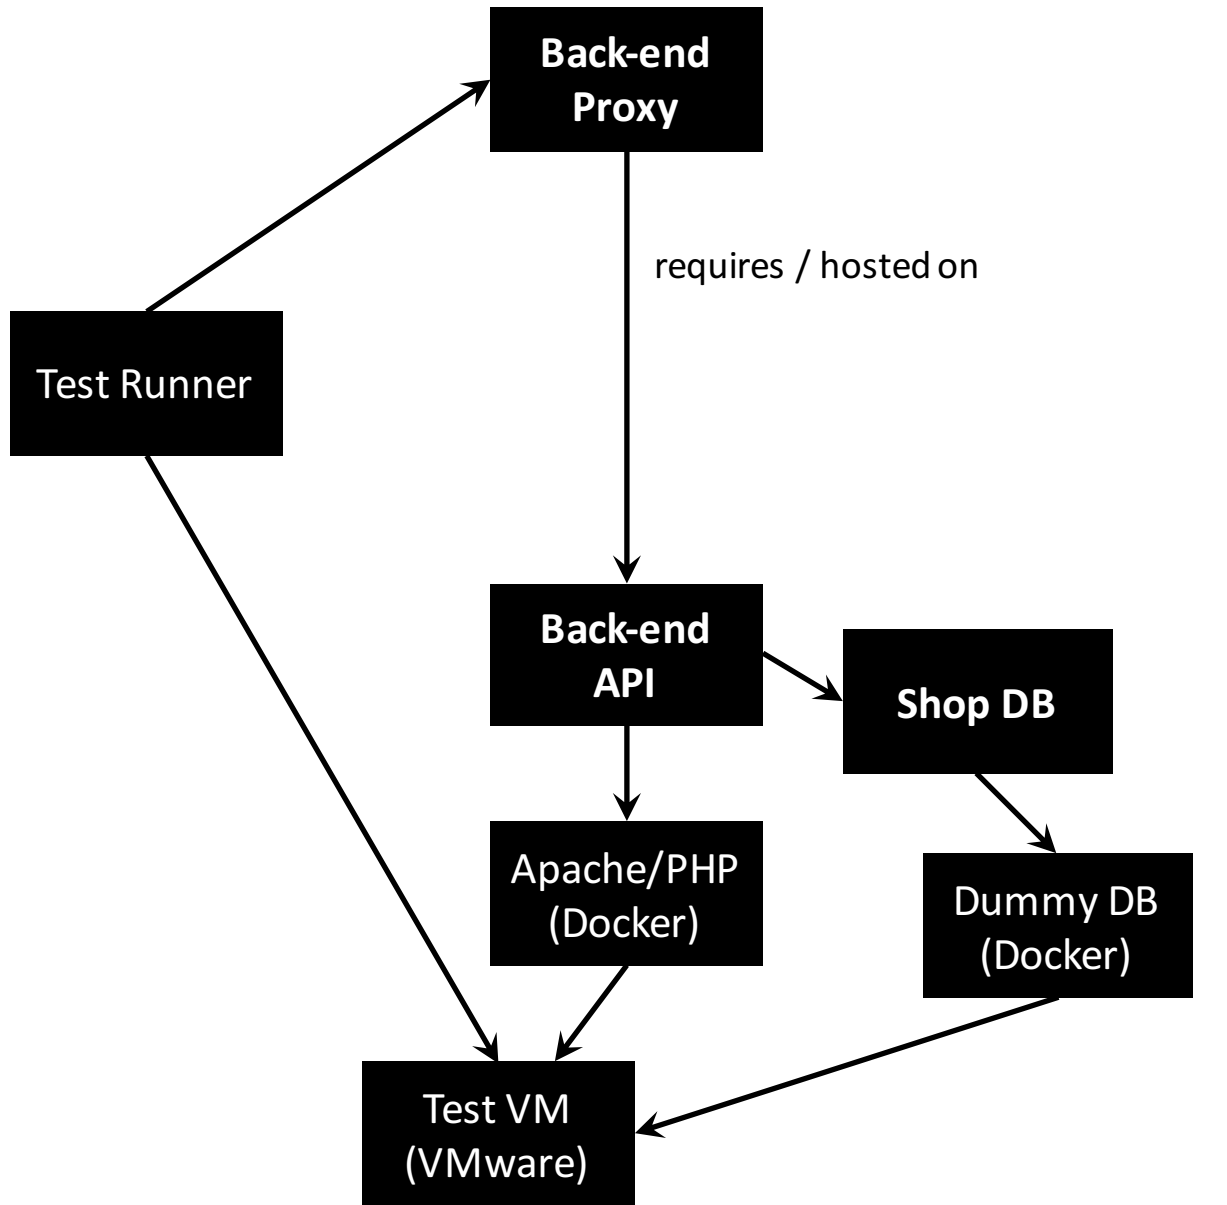 Back-end
Proxy
requires / hosted on
Test Runner
Back-end
API
Shop DB
Apache/PHP
(Docker)
Dummy DB
(Docker)
Test VM
(VMware)